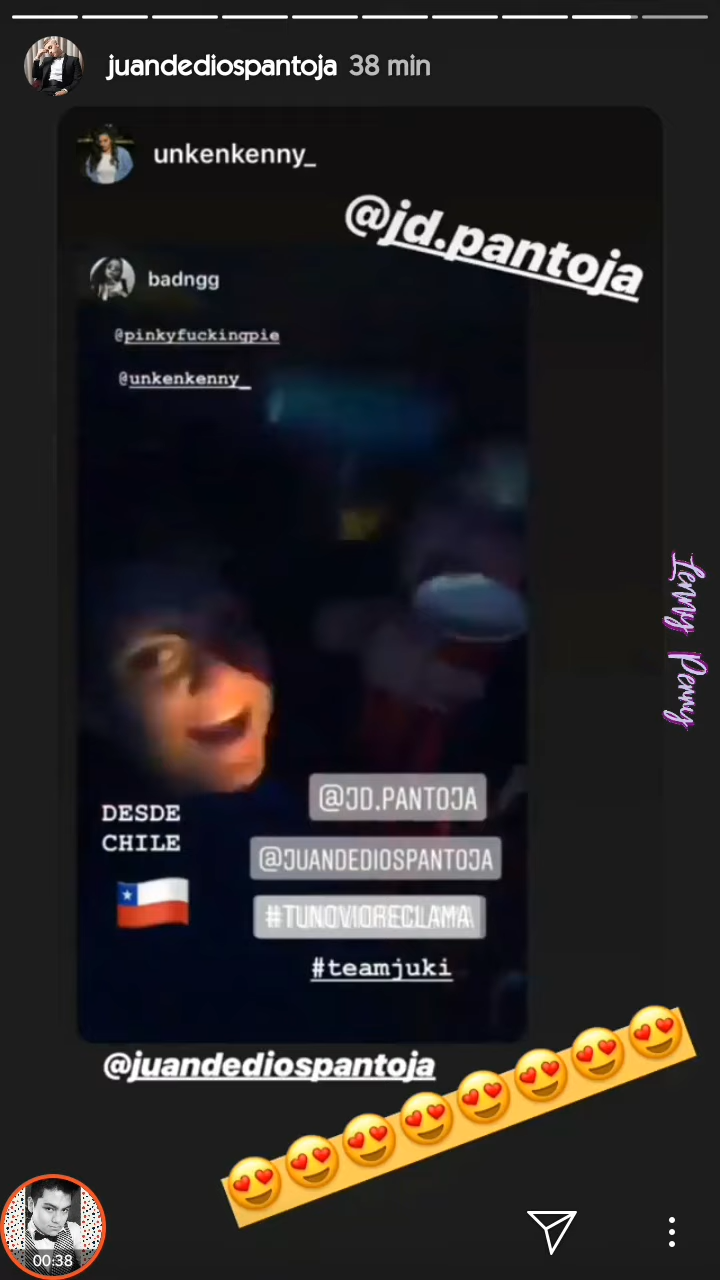 juandediospantoja 38 min
unkenkenny_
@jd.pantoja
badngg
@pinkyfuckingpie
@unkenkenny_
Lenny Penny
@JD.PANTOJA
DESDE
CHILE
@JUANDEDIOSPANTOJA
#TUNOVIORECLAMA
#teamjuki
@juandediospantoja
00:38